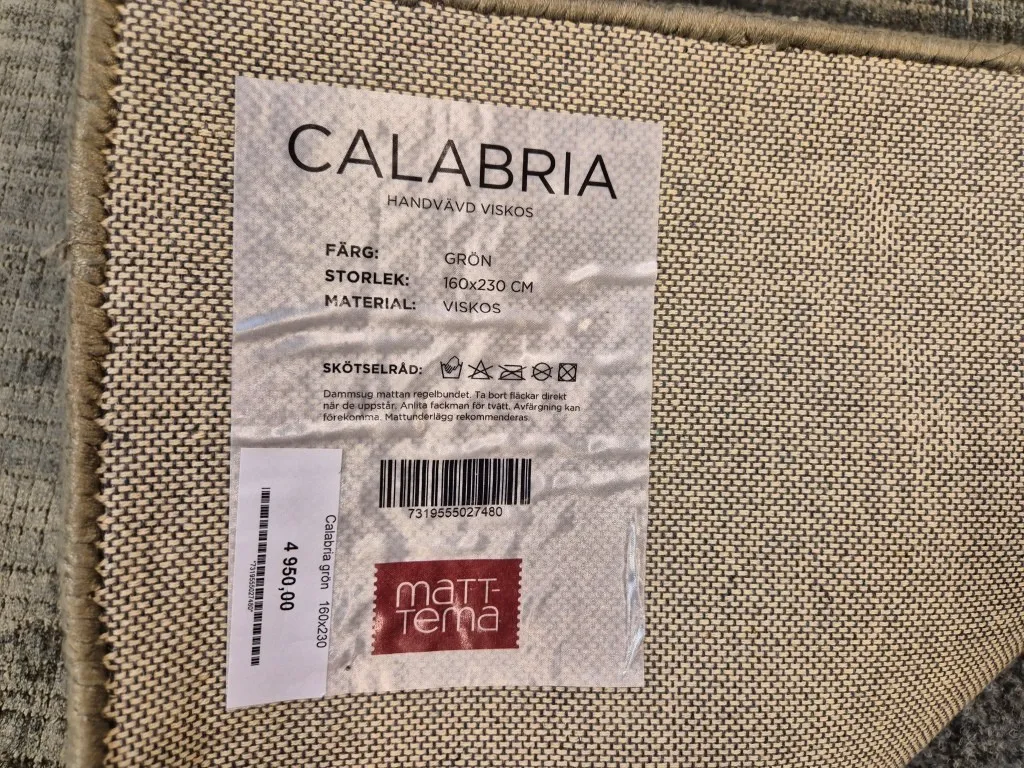 CALABRIA
HANDVÄVD VISKOS
FÄRG: GRÖN
STORLEK: 160x230 CM
MATERIAL: VISKOS
SKÖTSELRÅD:
Dammsug mattan regelbundet. Ta bort fläckar direkt
när de uppstår. Anlita fackman för tvätt. Avfärgning kan
förekomma. Mattunderlägg rekommenderas.
7319555027480
maTT-
Tema
Calabria grön 160x230
4 950,00
*7319555027480*